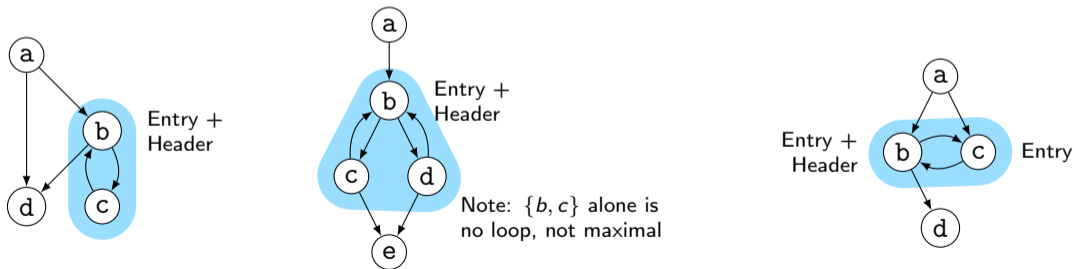 a
b
Entry +
Header
d
c
a
b
Entry +
Header
c
d
Note: {b, c} alone is
no loop, not maximal
e
a
Entry +
Header
b
c
Entry
d